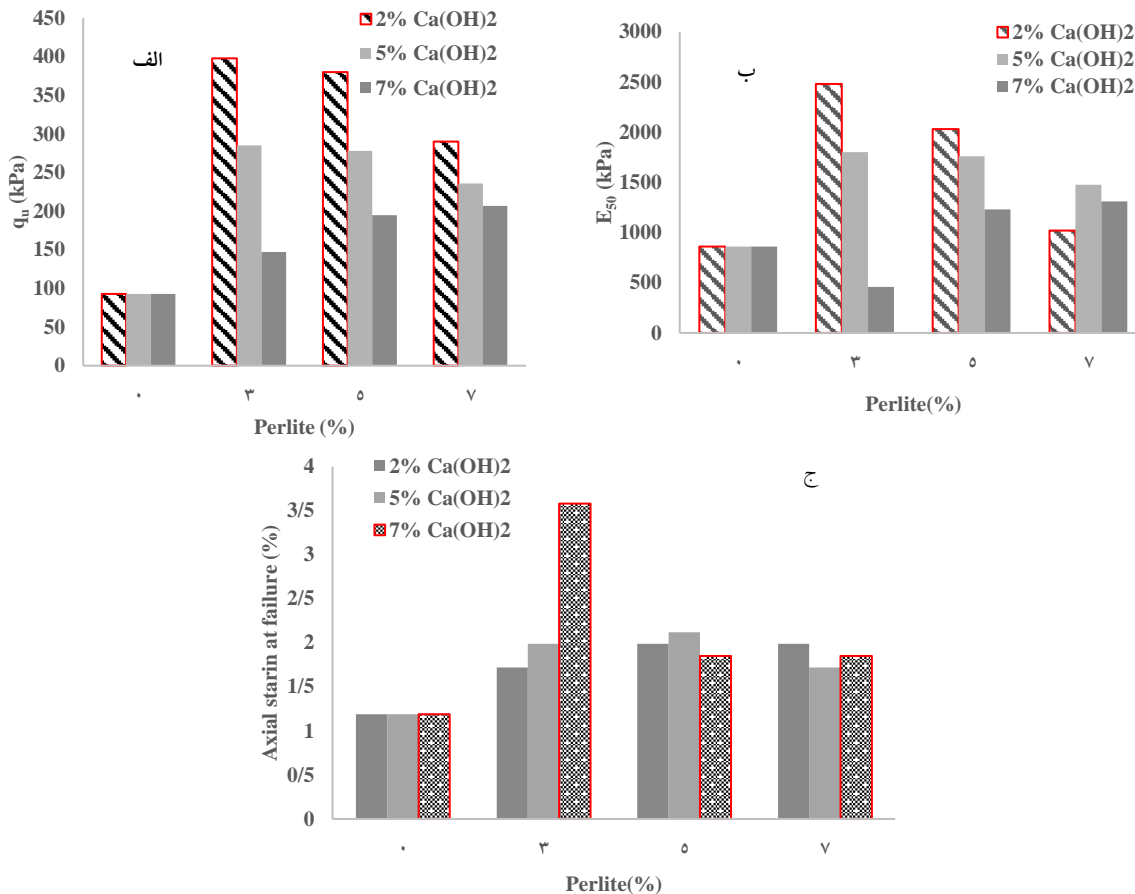 الف
450
400
350
300
250
200
150
100
50
0
qu (kPa)
2% Ca(OH)2
5% Ca(OH)2
7% Ca(OH)2
۰ ۳ ۵ ۷
Perlite (%)
ب
3000
2500
2000
1500
1000
500
0
E50 (kPa)
2% Ca(OH)2
5% Ca(OH)2
7% Ca(OH)2
۰ ۳ ۵ ۷
Perlite(%)
ج
4
3/5
3
2/5
2
1/5
1
0/5
0
Axial starin at failure (%)
2% Ca(OH)2
5% Ca(OH)2
7% Ca(OH)2
۰ ۳ ۵ ۷
Perlite(%)